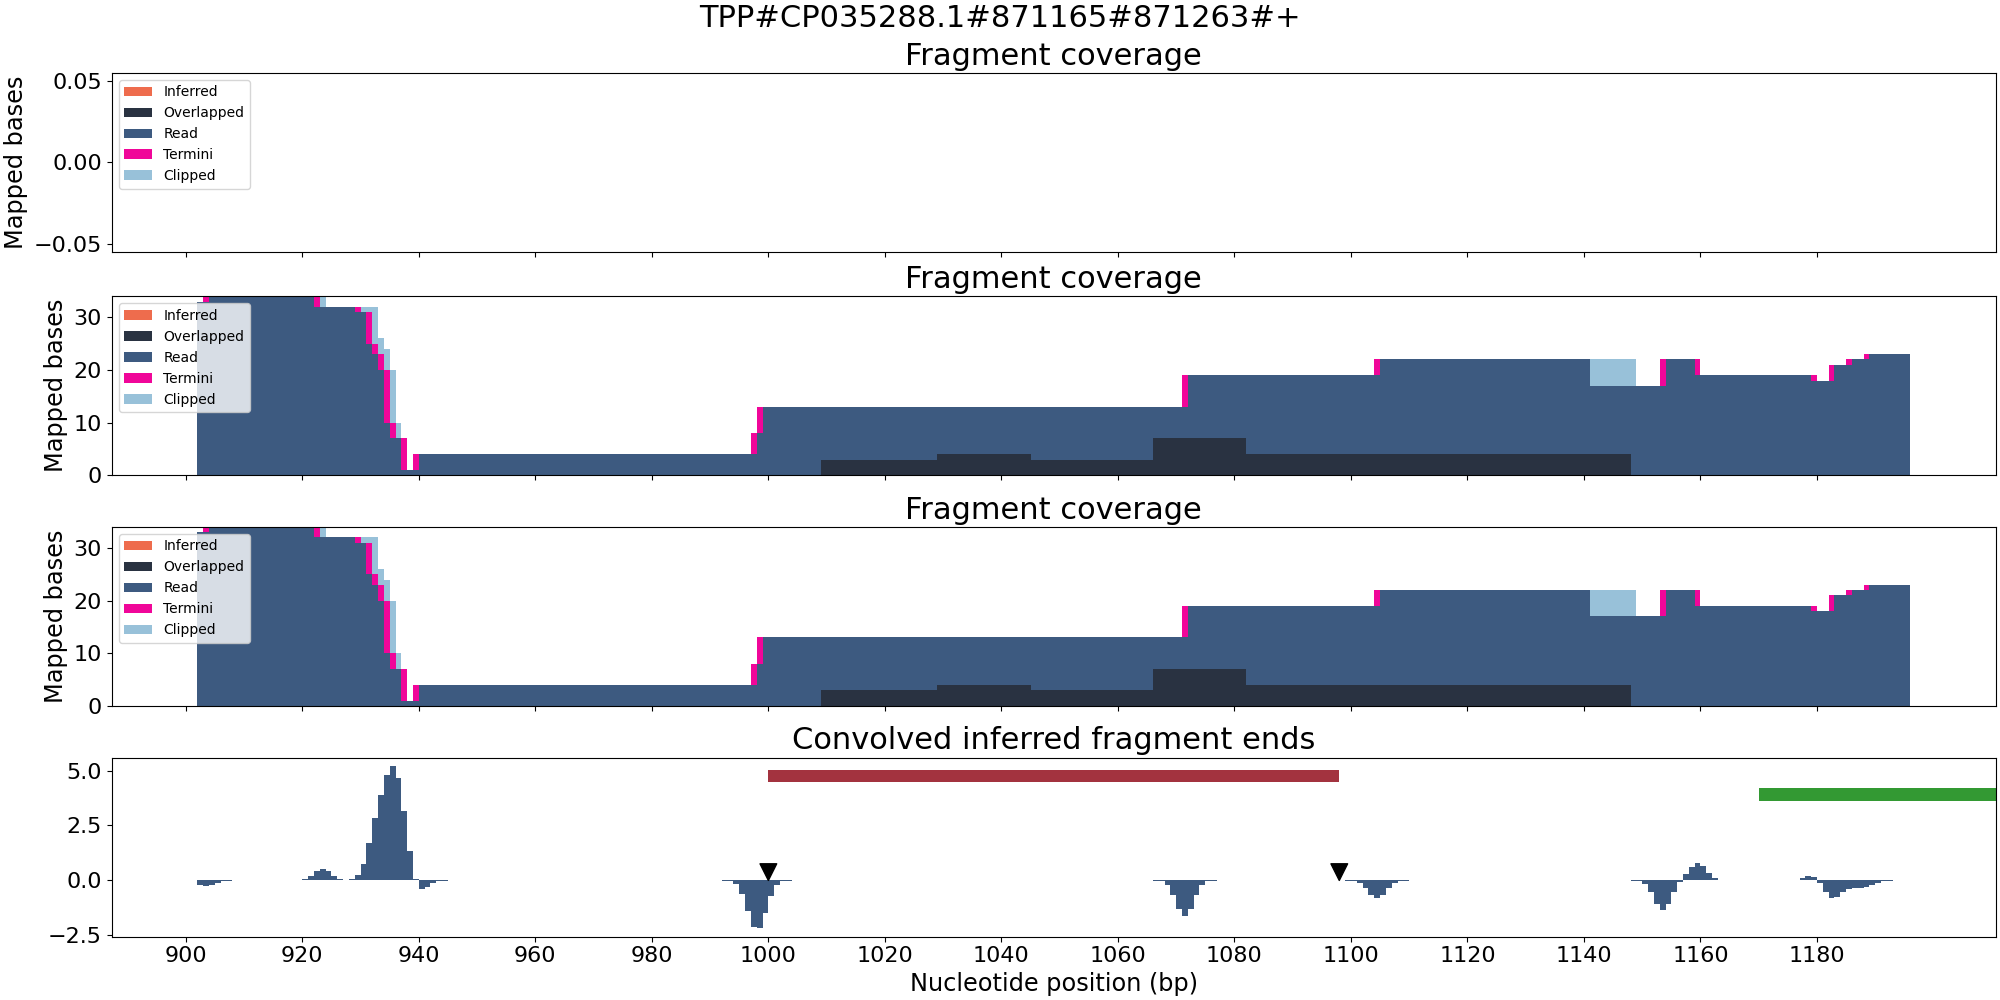 TPP#CP035288.1#871165#871263#+
Fragment coverage
Mapped bases
0.05
0.00
−0.05
Inferred
Overlapped
Read
Termini
Clipped
Fragment coverage
Mapped bases
30
20
10
0
Inferred
Overlapped
Read
Termini
Clipped
Fragment coverage
Mapped bases
30
20
10
0
Inferred
Overlapped
Read
Termini
Clipped
Convolved inferred fragment ends
5.0
2.5
0.0
−2.5
900 920 940 960 980 1000 1020 1040 1060 1080 1100 1120 1140 1160 1180
Nucleotide position (bp)